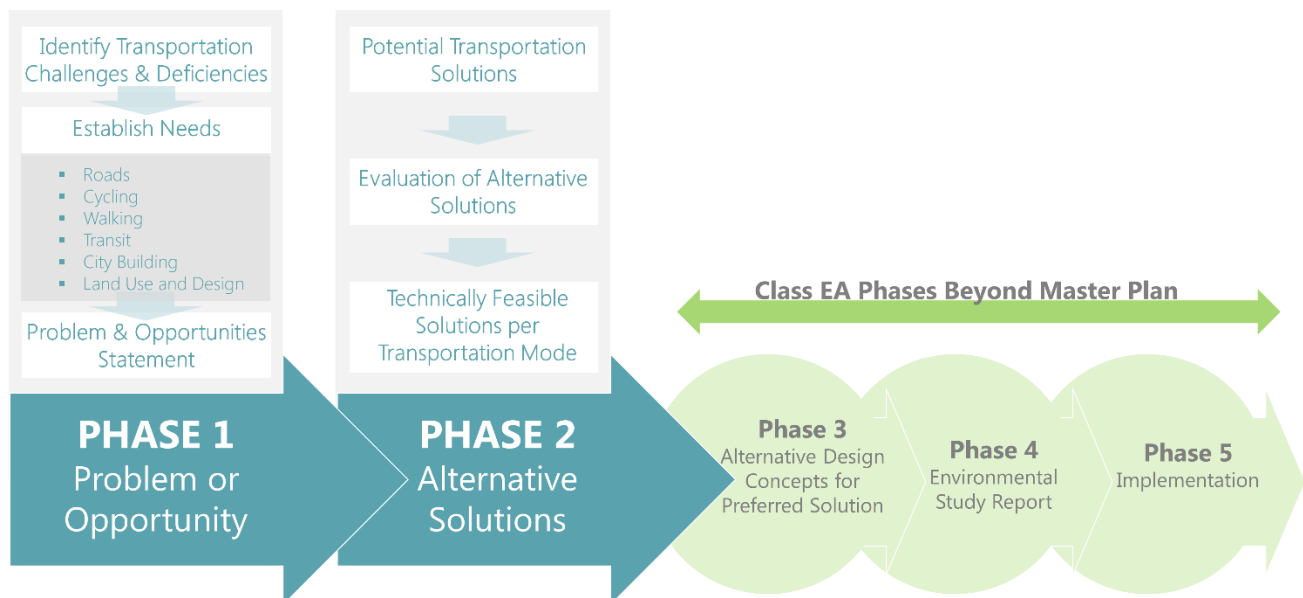 Identify Transportation
Challenges & Deficiencies
Establish Needs
▪ Roads
▪ Cycling
▪ Walking
▪ Transit
▪ City Building
▪ Land Use and Design
Problem & Opportunities
Statement
PHASE 1
Problem or
Opportunity
Potential Transportation
Solutions
Evaluation of Alternative
Solutions
Technically Feasible
Solutions per
Transportation Mode
PHASE 2
Alternative
Solutions
Class EA Phases Beyond Master Plan
Phase 3
Alternative Design
Concepts for
Preferred Solution
Phase 4
Environmental
Study Report
Phase 5
Implementation